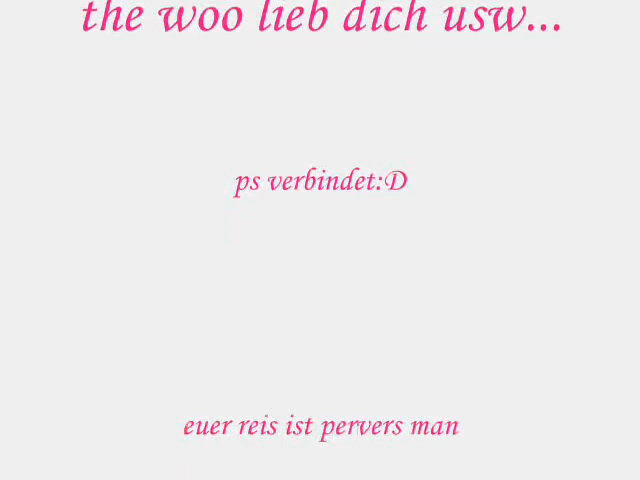 the woo lieb dich usw...
ps verbindet:D
euer reis ist pervers man